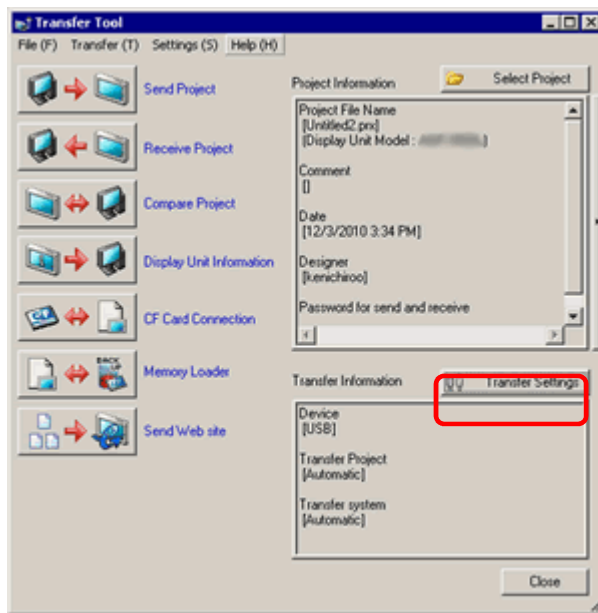 Transfer Tool
File (F) Transfer (T) Settings (S) Help (H)
Send Project
Receive Project
Compare Project
Display Unit Information
CF Card Connection
Memory Loader
Send Web site
Project Information
Select Project
Project File Name
[Untitled2.prx]
(Display Unit Model :
Comment
[]
Date
[12/3/2010 3:34 PM]
Designer
[kenichiroo]
Password for send and receive
Transfer Information
Transfer Settings
Device
[USB]
Transfer Project
[Automatic]
Transfer system
[Automatic]
Close